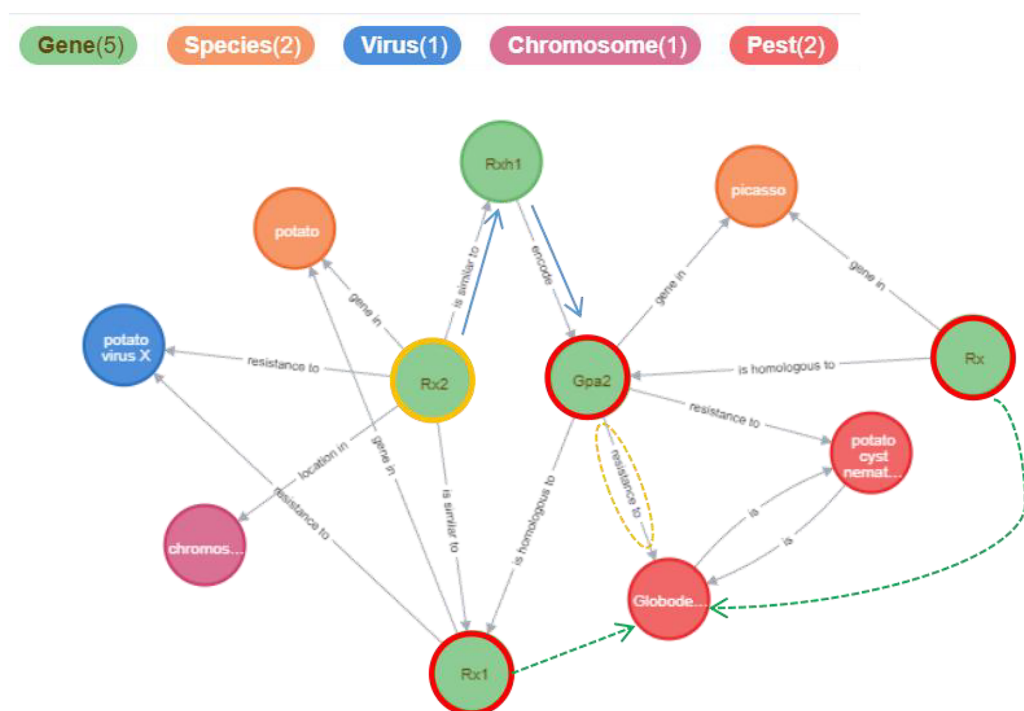 Gene(5) Species(2) Virus(1) Chromosome(1) Pest(2)
Rxh1
picasso
potato
is similar to
encode
gene in
gene in
gene in
potato
virus X
resistance to
Rx2
Gpa2
is homologous to
Rx
resistance to
potato
cyst
nemat...
location in
gene in
is similar to
is homologous to
resistance to
is
is
resistance to
chromos...
Globode...
Rx1